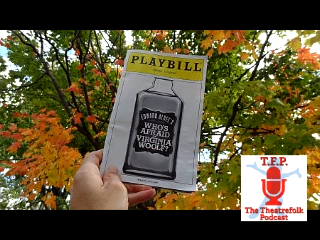 PLAYBILL
EDWARD ALBEE'S
WHO'S
AFRAID
OF
VIRGINIA
WOOLF?
T.F.P.
The Theatrefolk
Podcast